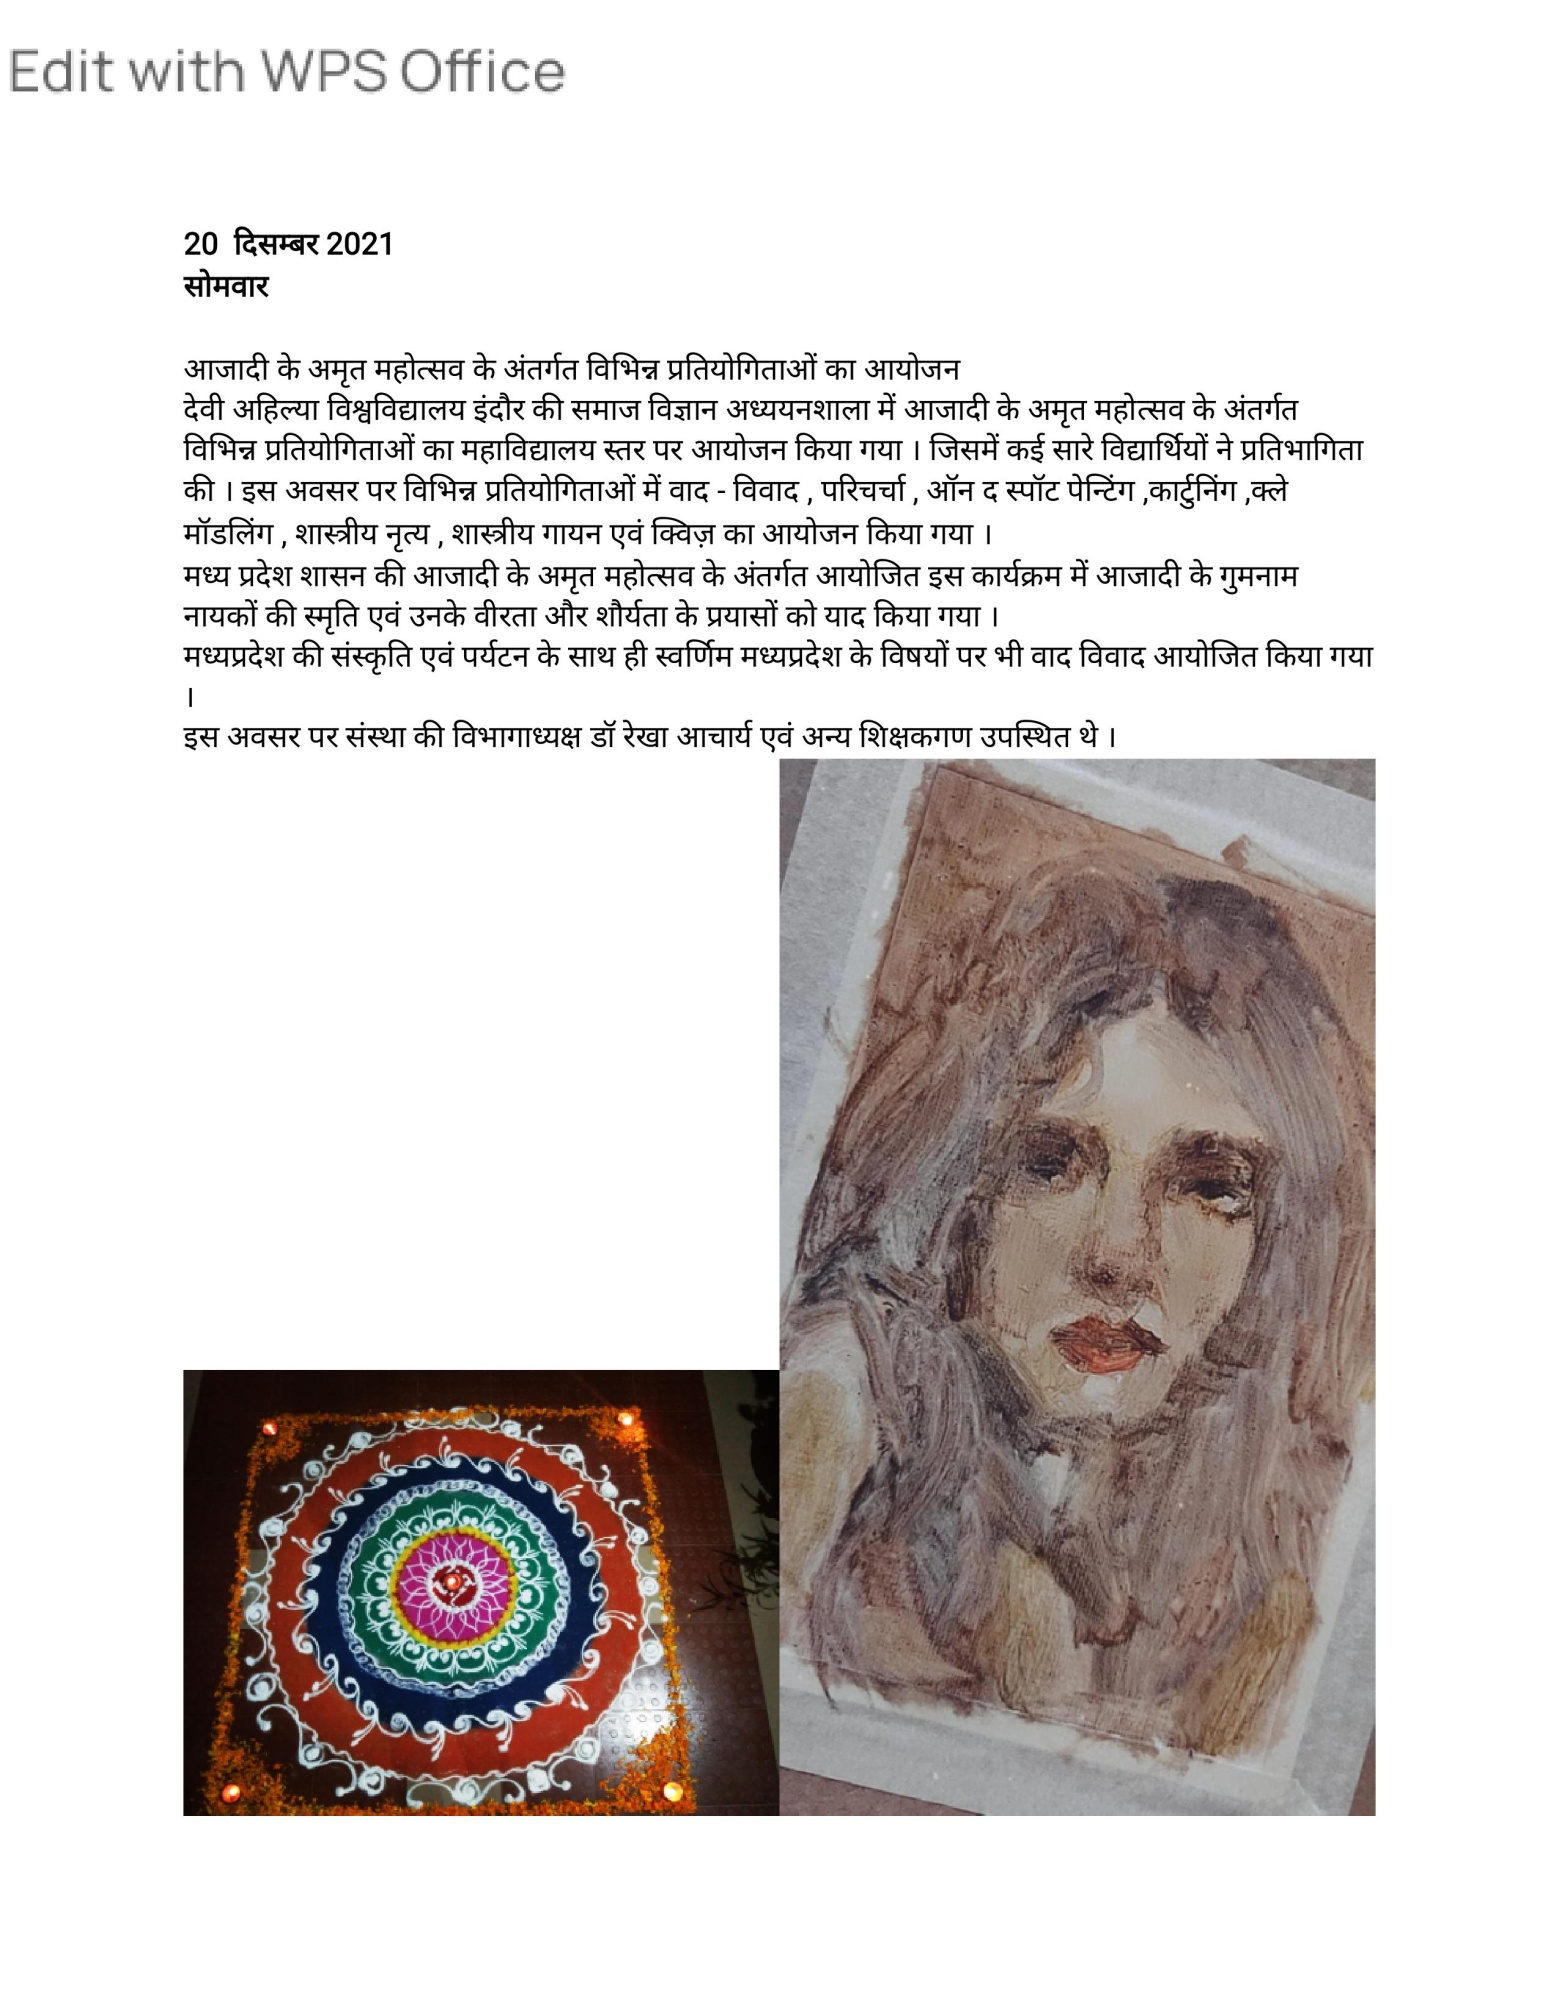 Edit with WPS Office
20 दिसम्बर 2021
सोमवार
आजादी के अमृत महोत्सव के अंतर्गत विभिन्न प्रतियोगिताओं का आयोजन
देवी अहिल्या विश्वविद्यालय इंदौर की समाज विज्ञान अध्ययनशाला में आजादी के अमृत महोत्सव के अंतर्गत
विभिन्न प्रतियोगिताओं का महाविद्यालय स्तर पर आयोजन किया गया । जिसमें कई सारे विद्यार्थियों ने प्रतिभागिता
की । इस अवसर पर विभिन्न प्रतियोगिताओं में वाद - विवाद , परिचर्चा , ऑन द स्पॉट पेन्टिंग ,कार्टुनिंग ,क्ले
मॉडलिंग , शास्त्रीय नृत्य , शास्त्रीय गायन एवं क्विज़ का आयोजन किया गया ।
मध्य प्रदेश शासन की आजादी के अमृत महोत्सव के अंतर्गत आयोजित इस कार्यक्रम में आजादी के गुमनाम
नायकों की स्मृति एवं उनके वीरता और शौर्यता के प्रयासों को याद किया गया ।
मध्यप्रदेश की संस्कृति एवं पर्यटन के साथ ही स्वर्णिम मध्यप्रदेश के विषयों पर भी वाद विवाद आयोजित किया गया
।
इस अवसर पर संस्था की विभागाध्यक्ष डॉ रेखा आचार्य एवं अन्य शिक्षकगण उपस्थित थे ।